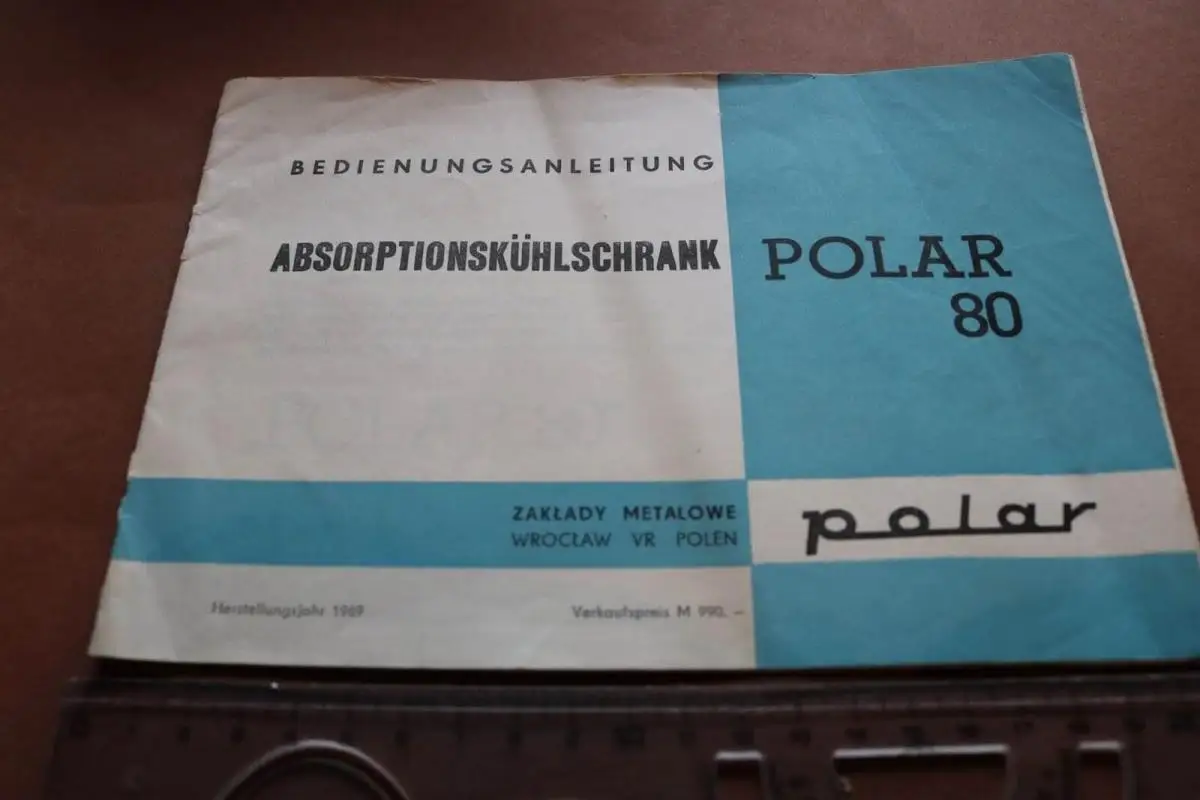 BEDIENUNGSANLEITUNG
ABSORPTIONSKÜHLSCHRANK
POLAR
80
ZAKŁADY METALOWE
WROCŁAW VR POLEN
polar
Herstellungsjahr 1969
Verkaufspreis M 990.—